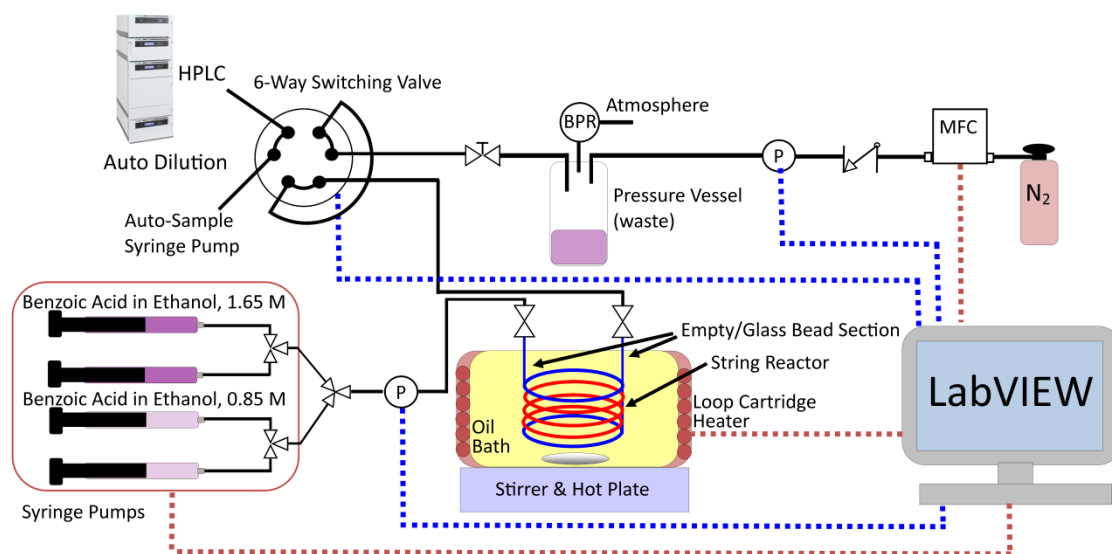 HPLC
6-Way Switching Valve
Auto Dilution
Auto-Sample
Syringe Pump
BPR
Atmosphere
Pressure Vessel
(waste)
P
MFC
N2
Benzoic Acid in Ethanol, 1.65 M
Benzoic Acid in Ethanol, 0.85 M
Syringe Pumps
P
Empty/Glass Bead Section
String Reactor
Loop Cartridge
Heater
Oil
Bath
Stirrer & Hot Plate
LabVIEW